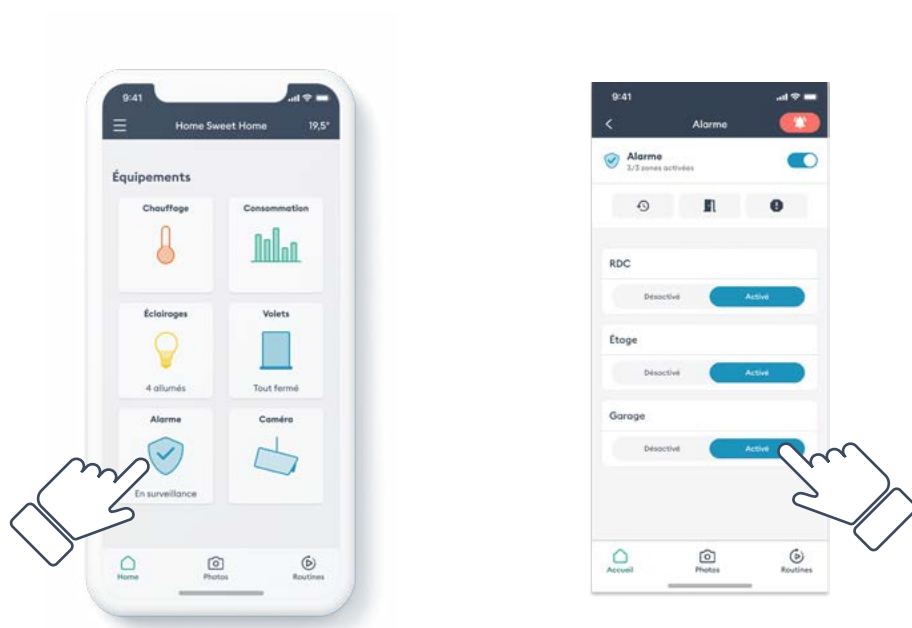 9:41
Home Sweet Home 19,5°
Équipements
Chauffage Consommation
Éclairages Volets
4 allumés Tout fermé
Alarme Caméra
En surveillance
Home Photos Routines
9:41
Alarme
Alarme
3/3 zones activées
RDC
Désactivé Activé
Étage
Désactivé Activé
Garage
Désactivé Activé
Accueil Photos Routines